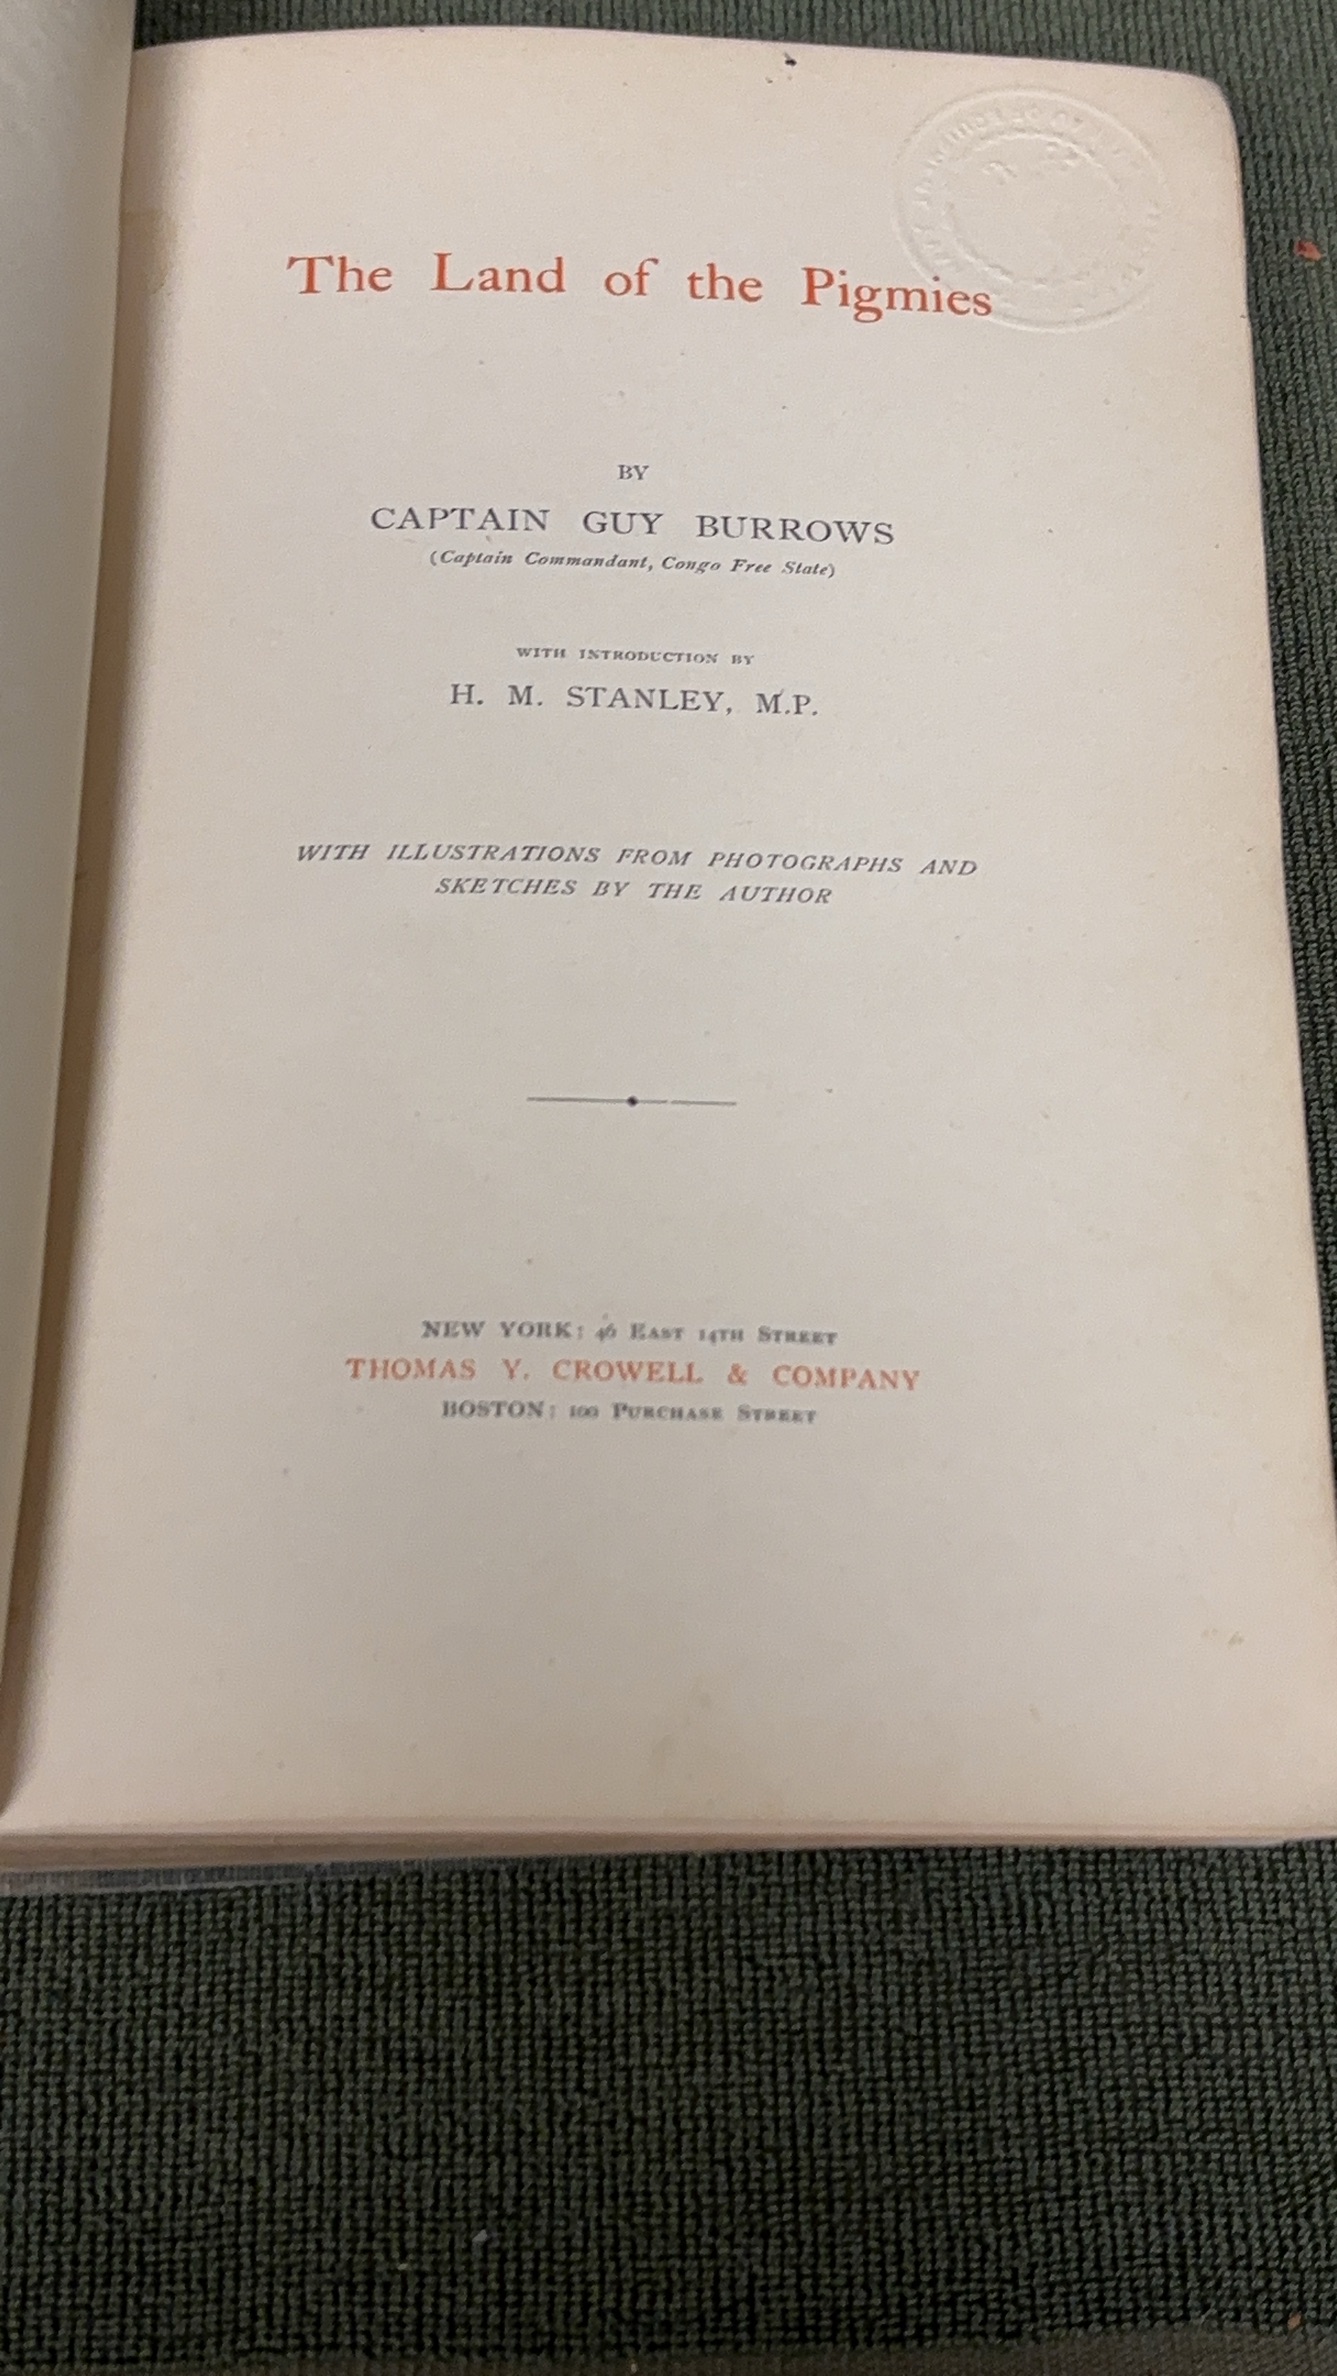 The Land of the Pigmies
BY
CAPTAIN GUY BURROWS
(Captain Commandant, Congo Free State)
WITH INTRODUCTION BY
H. M. STANLEY, M.P.
WITH ILLUSTRATIONS FROM PHOTOGRAPHS AND
SKETCHES BY THE AUTHOR
NEW YORK: 46 EAST 14TH STREET
THOMAS Y. CROWELL & COMPANY
BOSTON: 100 PURCHASE STREET